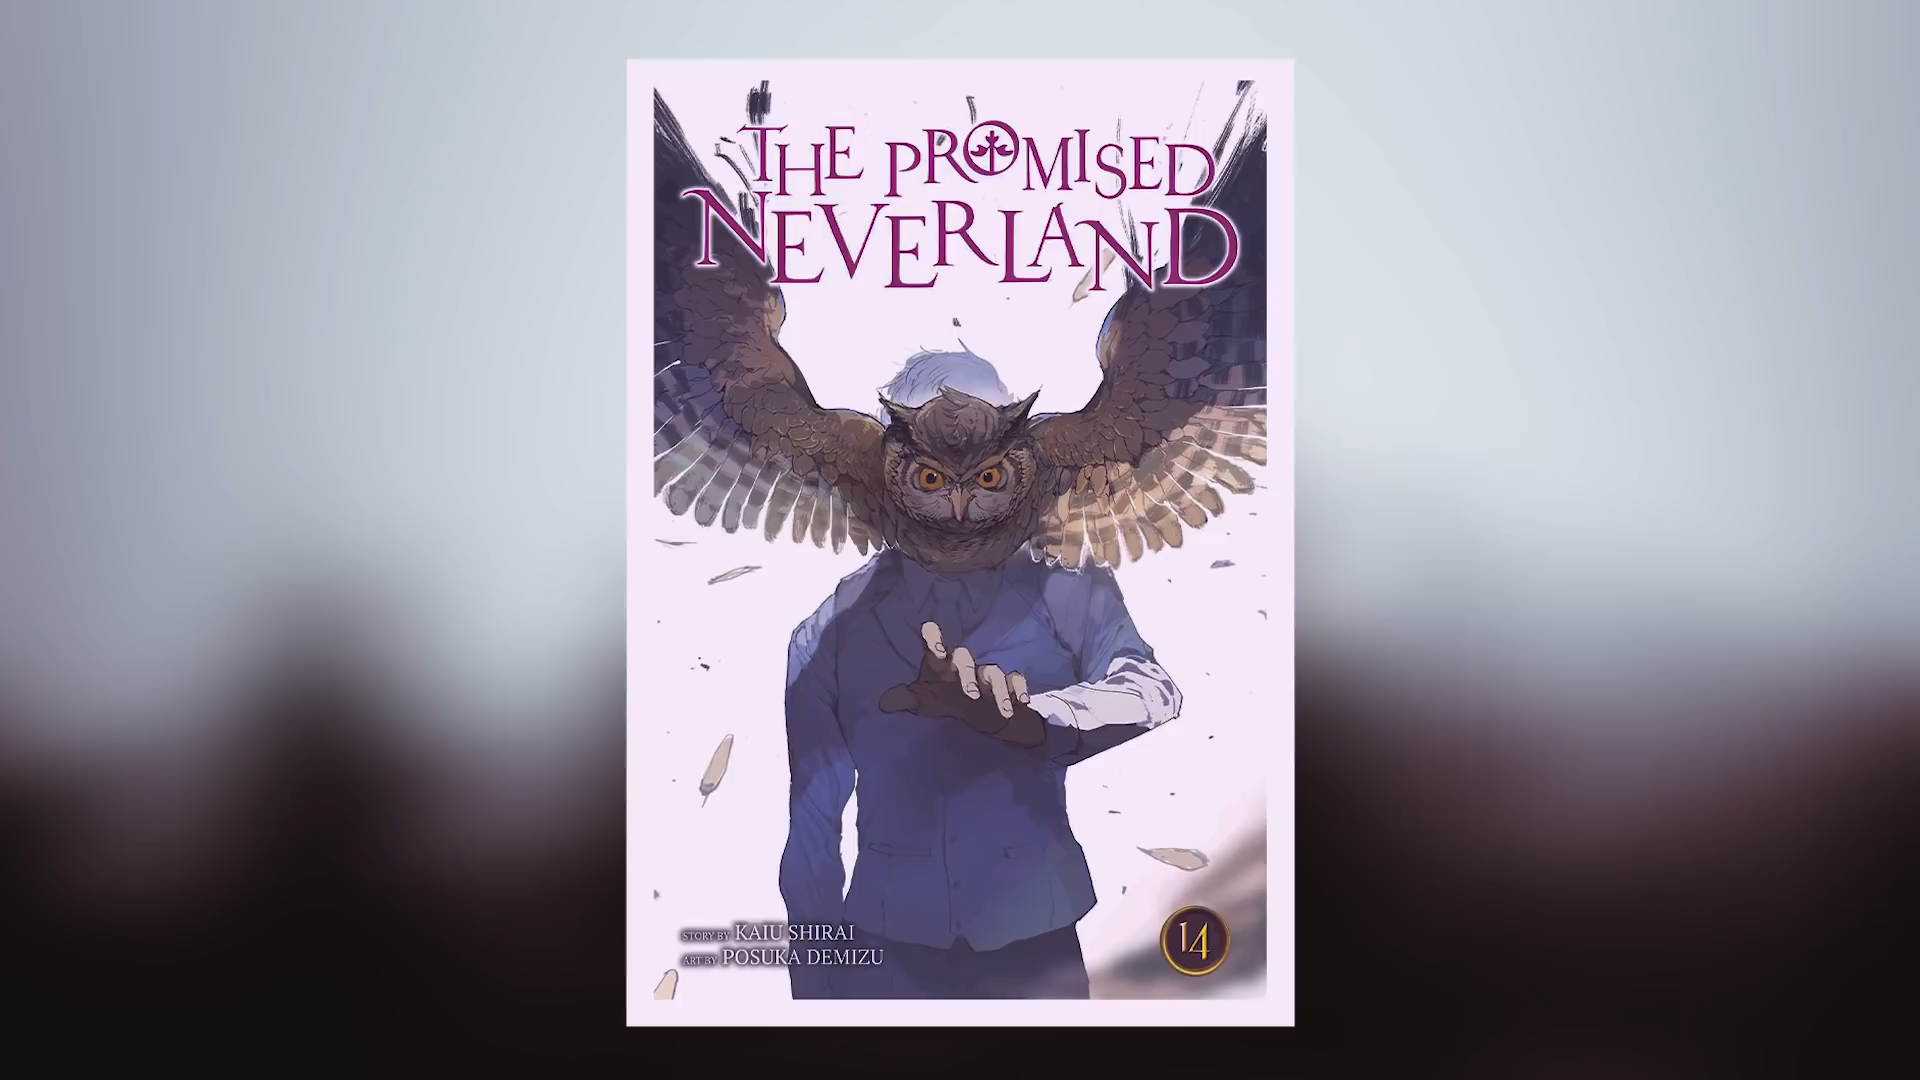 THE PROMISED
NEVERLAND
STORY BY KAIU SHIRAI
ART BY POSUKA DEMIZU
14